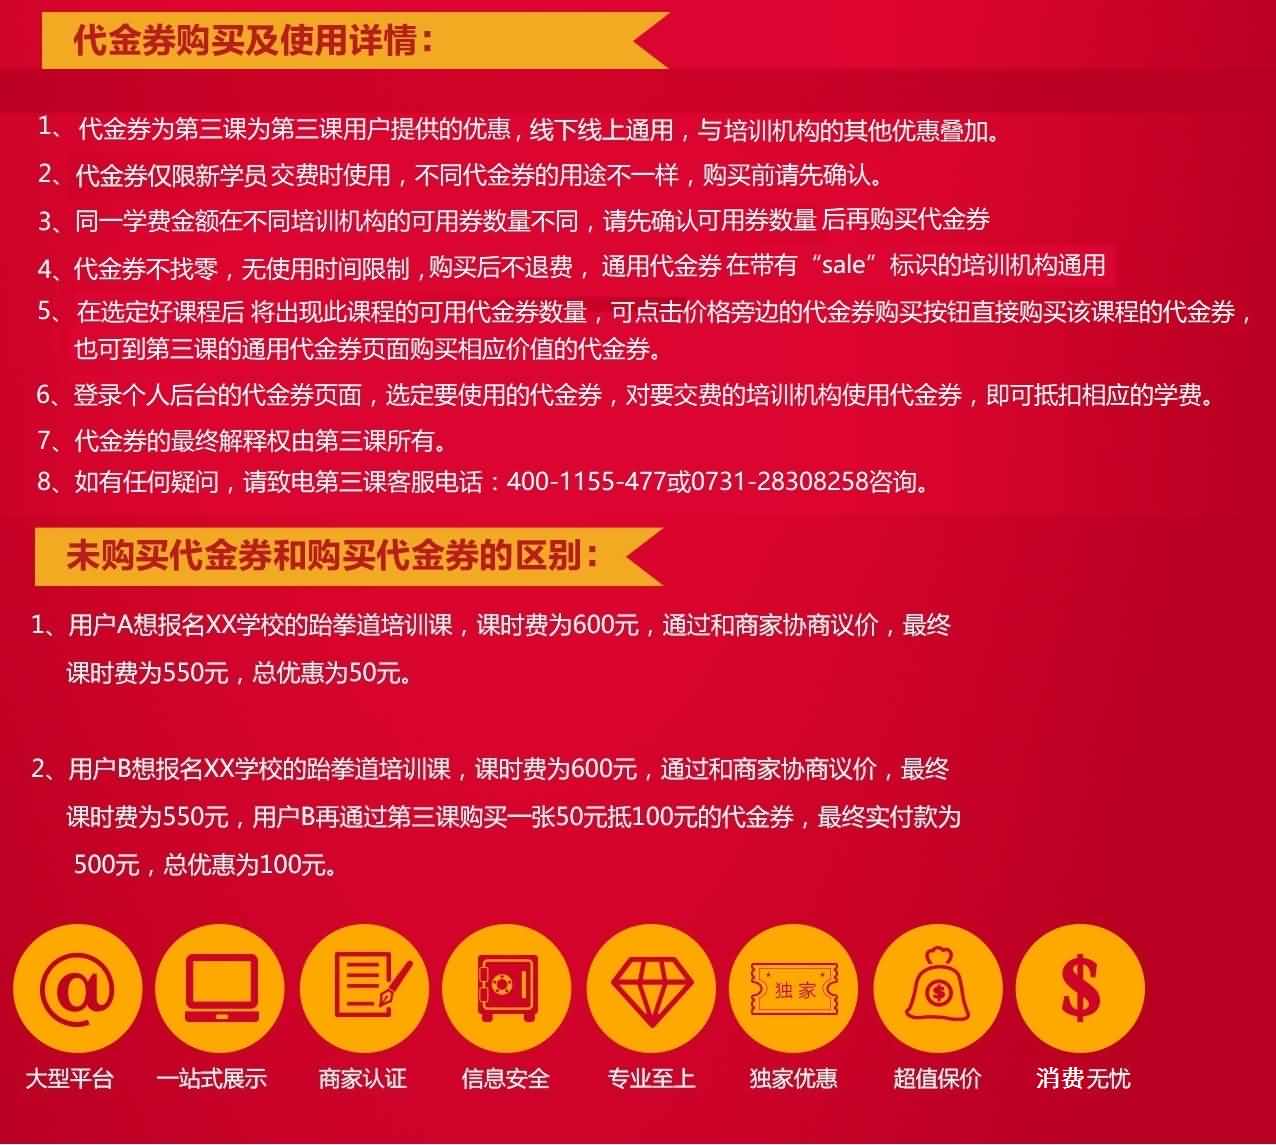 代金券购买及使用详情：
1、代金券为第三课为第三课用户提供的优惠，线下线上通用，与培训机构的其他优惠叠加。
2、代金券仅限新学员交费时使用，不同代金券的用途不一样，购买前请先确认。
3、同一学费金额在不同培训机构的可用券数量不同，请先确认可用券数量后再购买代金券
4、代金券不找零，无使用时间限制，购买后不退费，通用代金券在带有“sale”标识的培训机构通用
5、在选定好课程后 将出现此课程的可用代金券数量，可点击价格旁边的代金券购买按钮直接购买该课程的代金券，
也可到第三课的通用代金券页面购买相应价值的代金券。
6、登录个人后台的代金券页面，选定要使用的代金券，对要交费的培训机构使用代金券，即可抵扣相应的学费。
7、代金券的最终解释权由第三课所有。
8、如有任何疑问，请致电第三课客服电话：400-1155-477或0731-28308258咨询。
未购买代金券和购买代金券的区别：
1、用户A想报名XX学校的跆拳道培训课，课时费为600元，通过和商家协商议价，最终
课时费为550元，总优惠为50元。
2、用户B想报名XX学校的跆拳道培训课，课时费为600元，通过和商家协商议价，最终
课时费为550元，用户B再通过第三课购买一张50元抵100元的代金券，最终实付款为
500元，总优惠为100元。
@
独家
$
$
大型平台 一站式展示 商家认证 信息安全 专业至上 独家优惠 超值保价 消费无忧